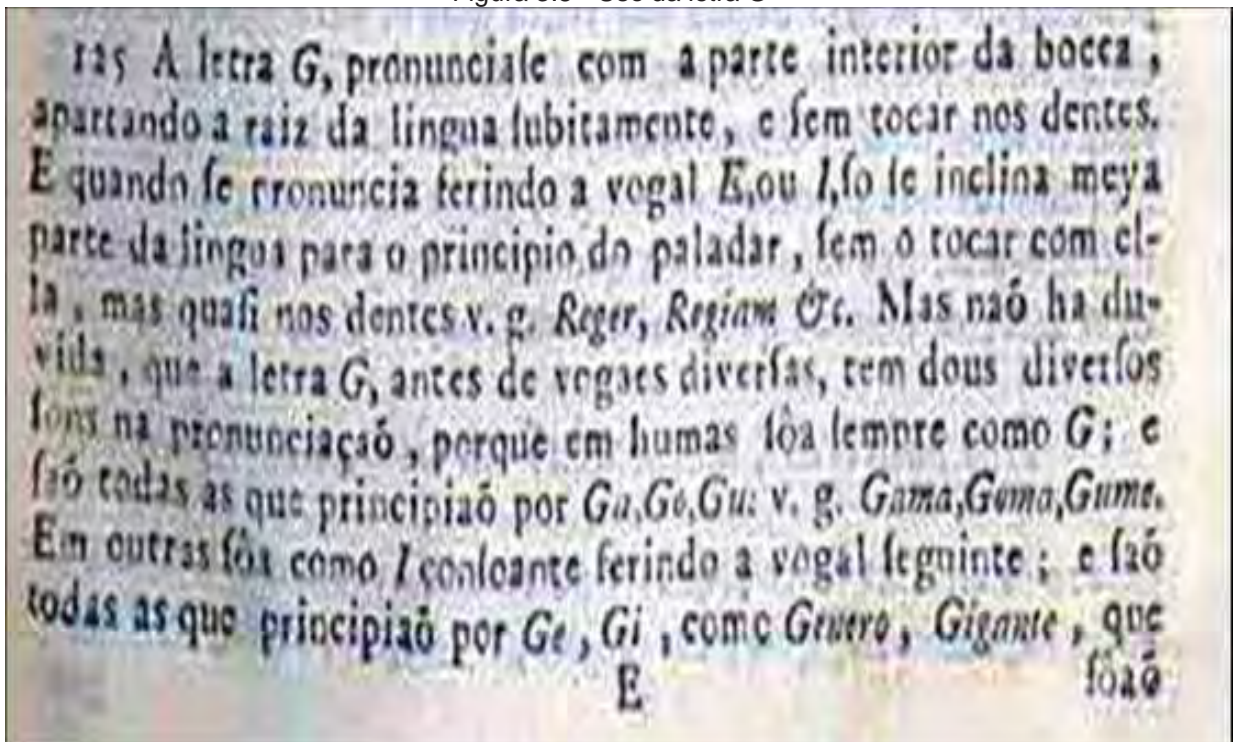 125 A letra G, pronunciaſe com a parte interior da bocca,
apartando a raiz da lingua ſubitamente, e ſem tocar nos dentes.
E quando ſe pronuncia ferindo a vogal E, ou I, ſo ſe inclina meya
parte da lingua para o principio do paladar, ſem o tocar com el-
la, mas quaſi nos dentes v. g. Reger, Regiam &c. Mas naõ ha du-
vida, que a letra G, antes de vogaes diverſas, tem dous diverſos
ſons na pronunciaçaõ, porque em humas ſôa ſempre como G; e
ſaõ todas as que principiaõ por Ga, Go, Gu: v. g. Gama, Goma, Gume.
Em outras ſôa como I conſoante ferindo a vogal ſeguinte; e ſaõ
todas as que principiaõ por Ge, Gi, como Genero, Gigante, que
E ſôaõ